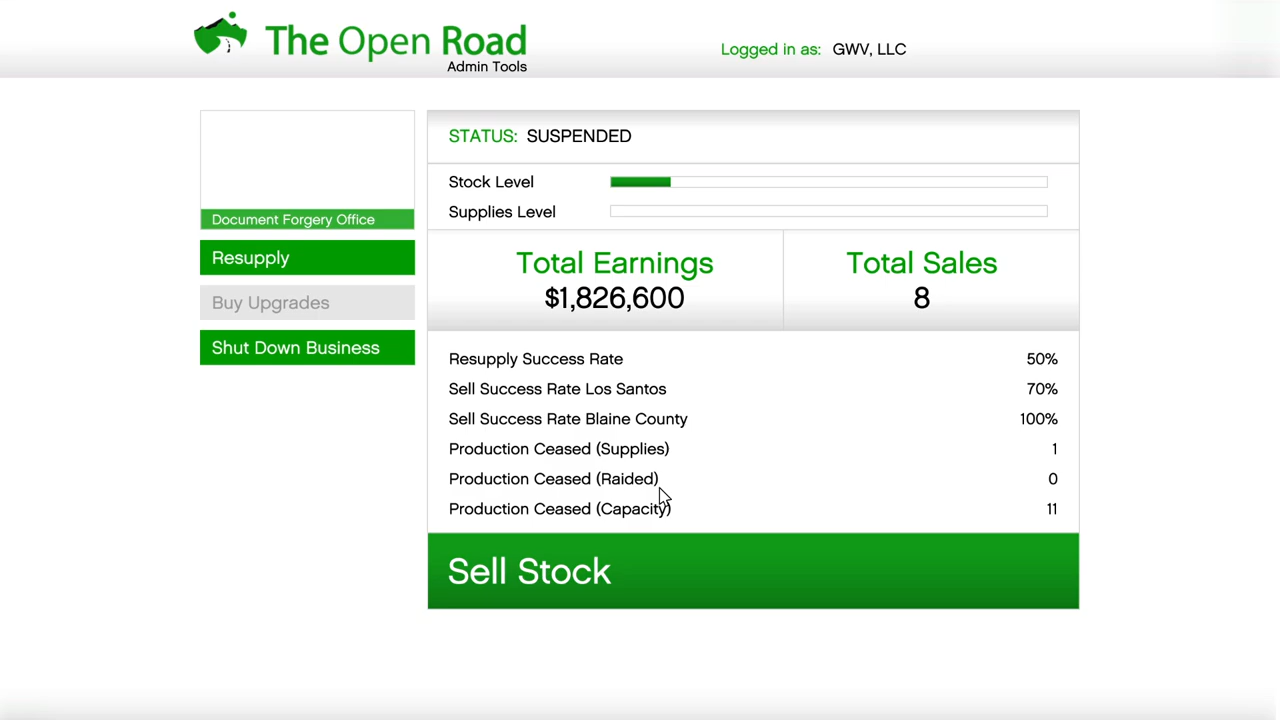 The Open Road
Admin Tools
Logged in as: GWV, LLC
Document Forgery Office
Resupply
Buy Upgrades
Shut Down Business
STATUS: SUSPENDED
Stock Level
Supplies Level
Total Earnings
$1,826,600
Total Sales
8
Resupply Success Rate 50%
Sell Success Rate Los Santos 70%
Sell Success Rate Blaine County 100%
Production Ceased (Supplies) 1
Production Ceased (Raided) 0
Production Ceased (Capacity) 11
Sell Stock